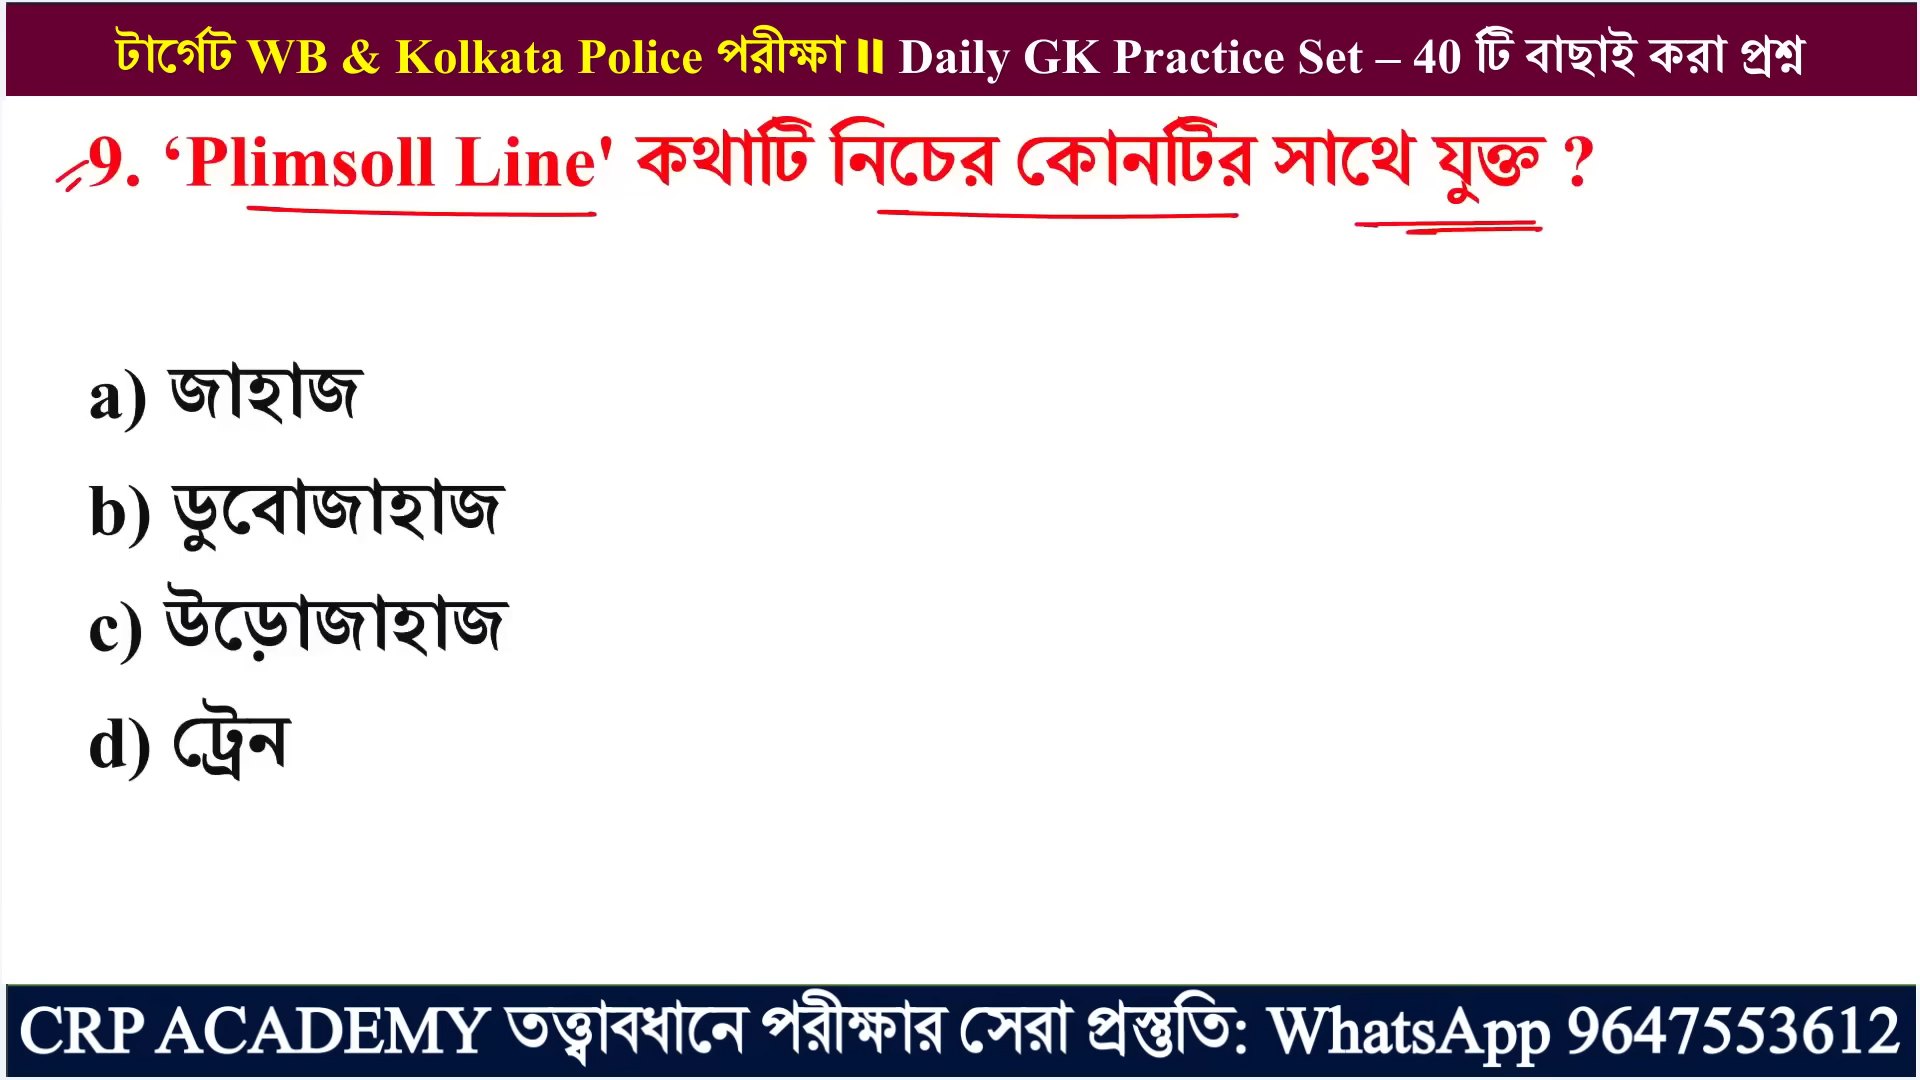 টার্গেট WB & Kolkata Police পরীক্ষা॥ Daily GK Practice Set – 40 টি বাছাই করা প্রশ্ন
9. ‘Plimsoll Line' কথাটি নিচের কোনটির সাথে যুক্ত ?
a) জাহাজ
b) ডুবোজাহাজ
c) উড়োজাহাজ
d) ট্রেন
CRP ACADEMY তত্ত্বাবধানে পরীক্ষার সেরা প্রস্তুতি: WhatsApp 9647553612